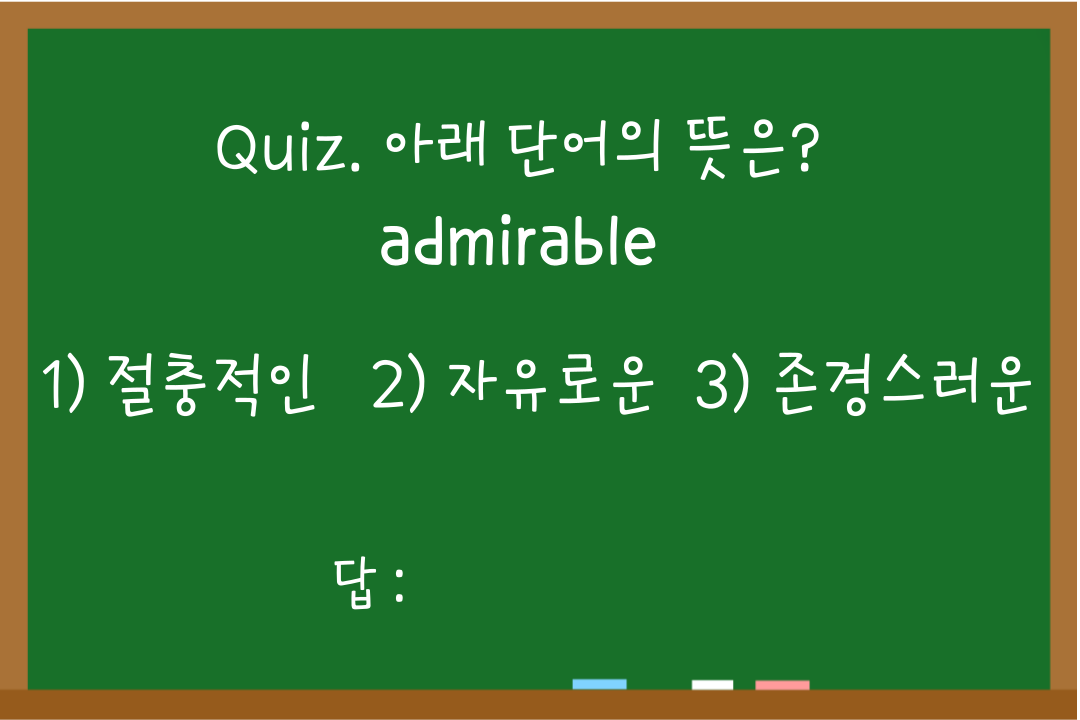 Quiz. 아래 단어의 뜻은?
admirable
1) 절충적인 2) 자유로운 3) 존경스러운
답 :